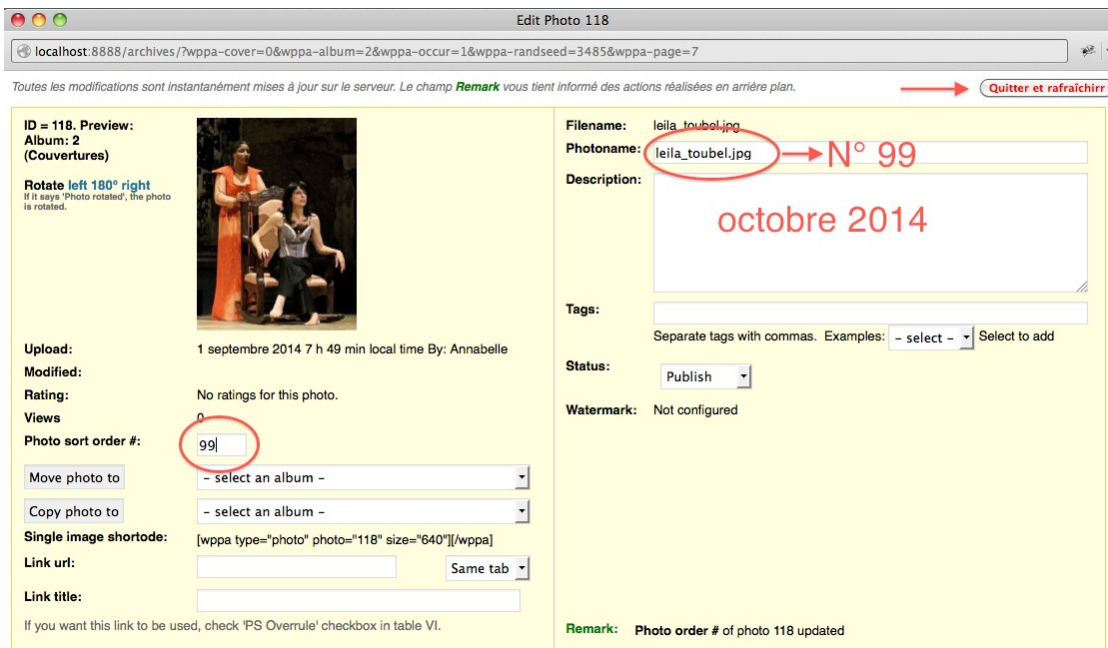 Edit Photo 118
localhost:8888/archives/?wppa-cover=0&wppa-album=2&wppa-occur=1&wppa-randseed=3485&wppa-page=7
Toutes les modifications sont instantanément mises à jour sur le serveur. Le champ Remark vous tient informé des actions réalisées en arrière plan.
Quitter et rafraîchirr
ID = 118. Preview:
Album: 2
(Couvertures)
Rotate left 180° right
If it says 'Photo rotated', the photo
is rotated.
Upload: 1 septembre 2014 7 h 49 min local time By: Annabelle
Modified:
Rating: No ratings for this photo.
Views 0
Photo sort order #: 99
Move photo to – select an album –
Copy photo to – select an album –
Single image shortode: [wppa type="photo" photo="118" size="640"][/wppa]
Link url: Same tab
Link title:
If you want this link to be used, check 'PS Overrule' checkbox in table VI.
Filename: leila_toubel.jpg
Photoname: leila_toubel.jpg N° 99
Description:
octobre 2014
Tags:
Separate tags with commas. Examples: – select – Select to add
Status: Publish
Watermark: Not configured
Remark: Photo order # of photo 118 updated